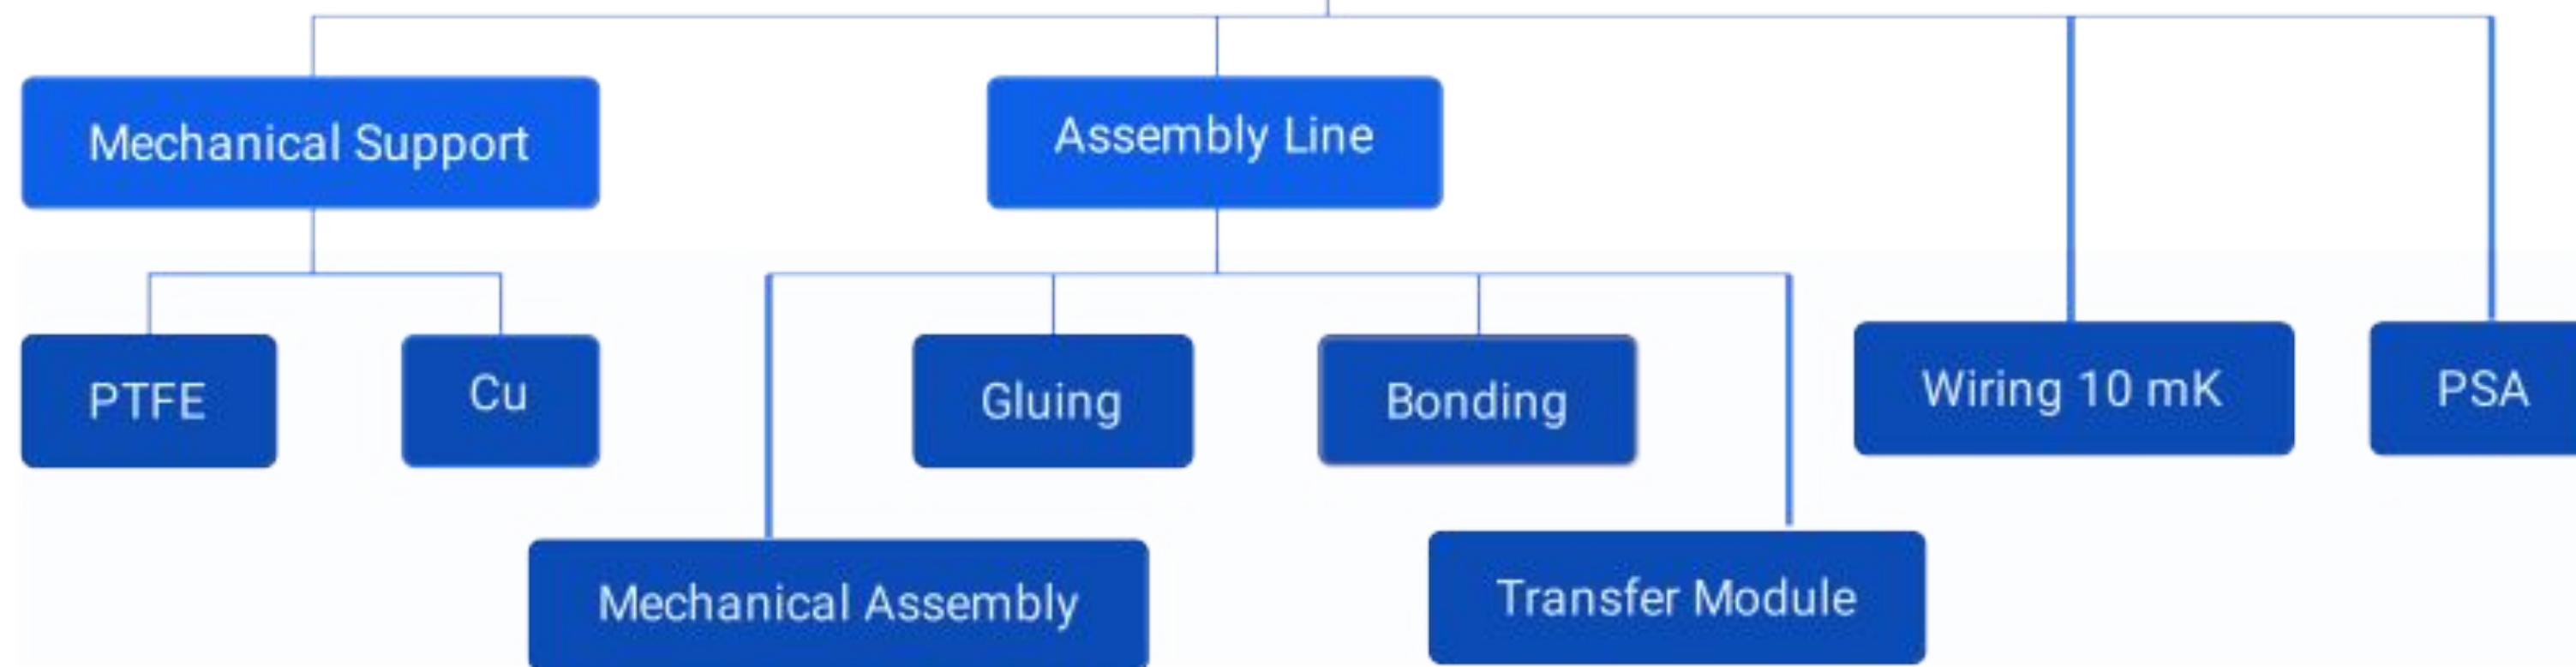 Mechanical Support
Assembly Line
PTFE
Cu
Gluing
Bonding
Wiring 10 mK
PSA
Mechanical Assembly
Transfer Module